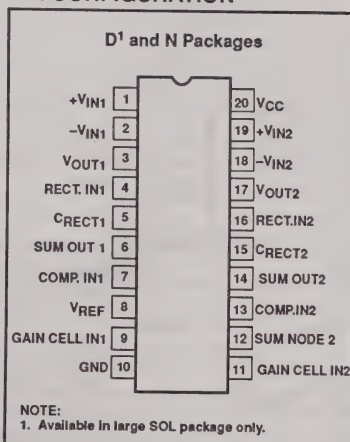 D¹ and N Packages
+VIN1 1
−VIN1 2
VOUT1 3
RECT. IN1 4
CRECT1 5
SUM OUT 1 6
COMP. IN1 7
VREF 8
GAIN CELL IN1 9
GND 10
20 VCC
19 +VIN2
18 −VIN2
17 VOUT2
16 RECT.IN2
15 CRECT2
14 SUM OUT2
13 COMP.IN2
12 SUM NODE 2
11 GAIN CELL IN2
NOTE:
1. Available in large SOL package only.